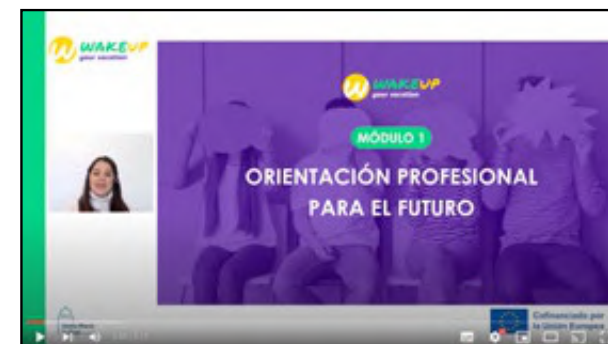 WAKEUP
your vocation
WAKEUP
your vocation
MÓDULO 1
ORIENTACIÓN PROFESIONAL
PARA EL FUTURO
Cofinanciado por
la Unión Europea